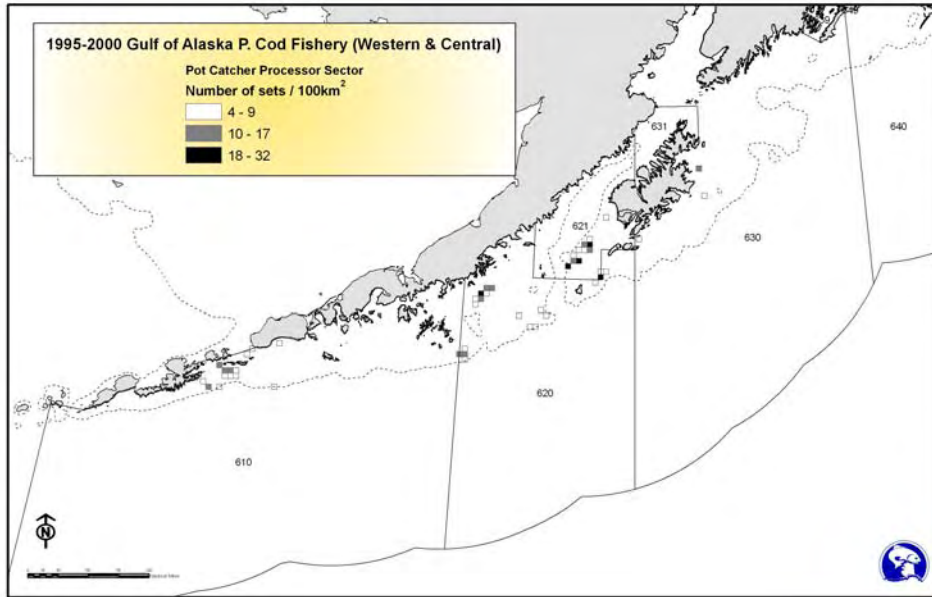 1995-2000 Gulf of Alaska P. Cod Fishery (Western & Central)
Pot Catcher Processor Sector
Number of sets / 100km²
4 - 9
10 - 17
18 - 32
631
640
621
630
620
610
N